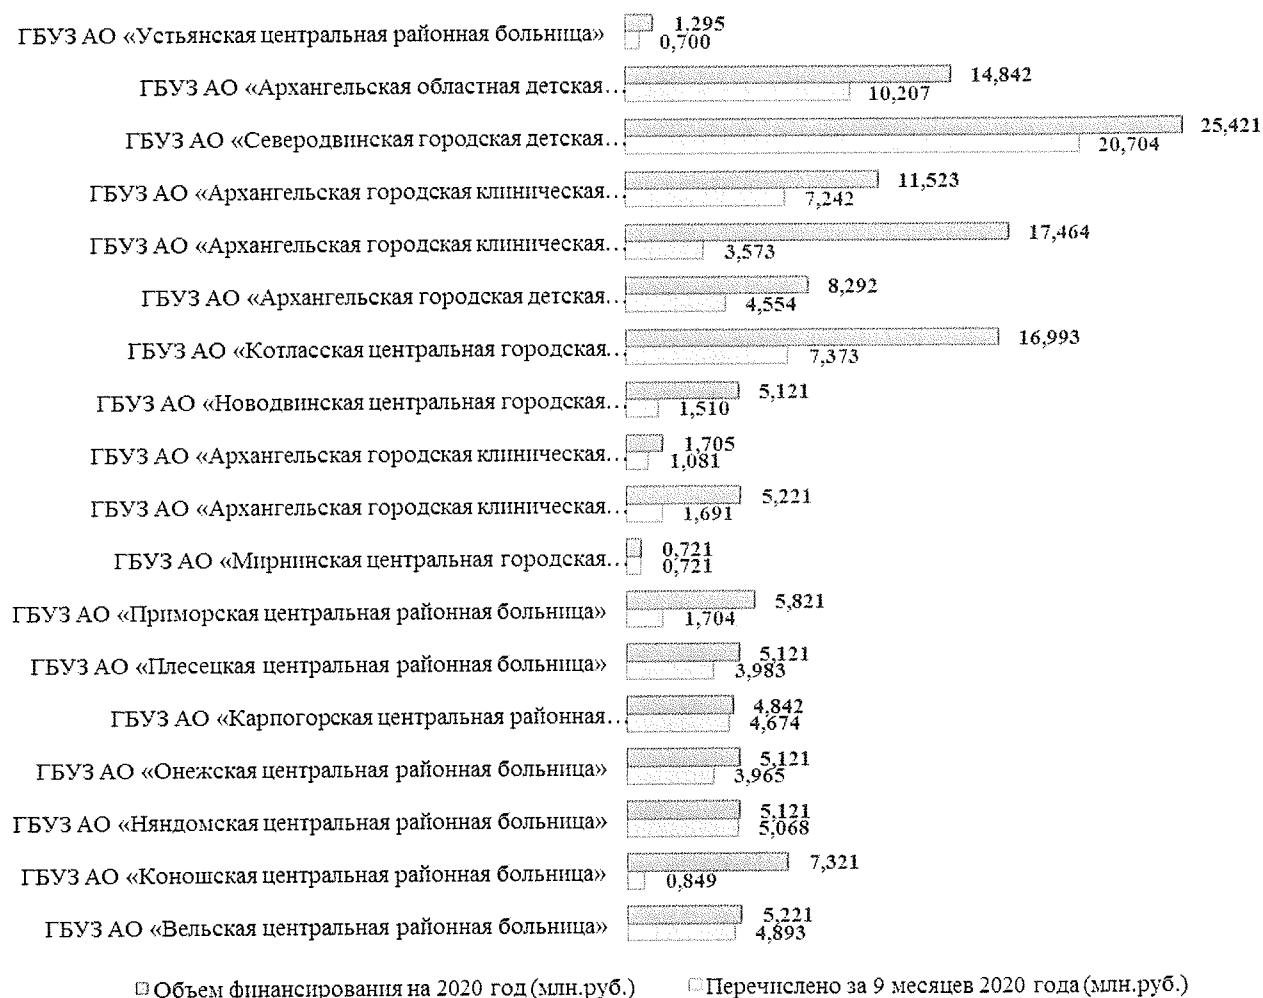 ГБУЗ АО «Устьянская центральная районная больница» 1,295
0,700
ГБУЗ АО «Архангельская областная детская… 14,842
10,207
ГБУЗ АО «Северодвинская городская детская… 25,421
20,704
ГБУЗ АО «Архангельская городская клиническая… 11,523
7,242
ГБУЗ АО «Архангельская городская клиническая… 17,464
3,573
ГБУЗ АО «Архангельская городская детская… 8,292
4,554
ГБУЗ АО «Котласская центральная городская… 16,993
7,373
ГБУЗ АО «Новодвинская центральная городская… 5,121
1,510
ГБУЗ АО «Архангельская городская клиническая… 1,705
1,081
ГБУЗ АО «Архангельская городская клиническая… 5,221
1,691
ГБУЗ АО «Мирнинская центральная городская… 0,721
0,721
ГБУЗ АО «Приморская центральная районная больница» 5,821
1,704
ГБУЗ АО «Плесецкая центральная районная больница» 5,121
3,983
ГБУЗ АО «Карпогорская центральная районная… 4,842
4,674
ГБУЗ АО «Онежская центральная районная больница» 5,121
3,965
ГБУЗ АО «Няндомская центральная районная больница» 5,121
5,068
ГБУЗ АО «Коношская центральная районная больница» 7,321
0,849
ГБУЗ АО «Вельская центральная районная больница» 5,221
4,893
Объем финансирования на 2020 год (млн.руб.) Перечислено за 9 месяцев 2020 года (млн.руб.)